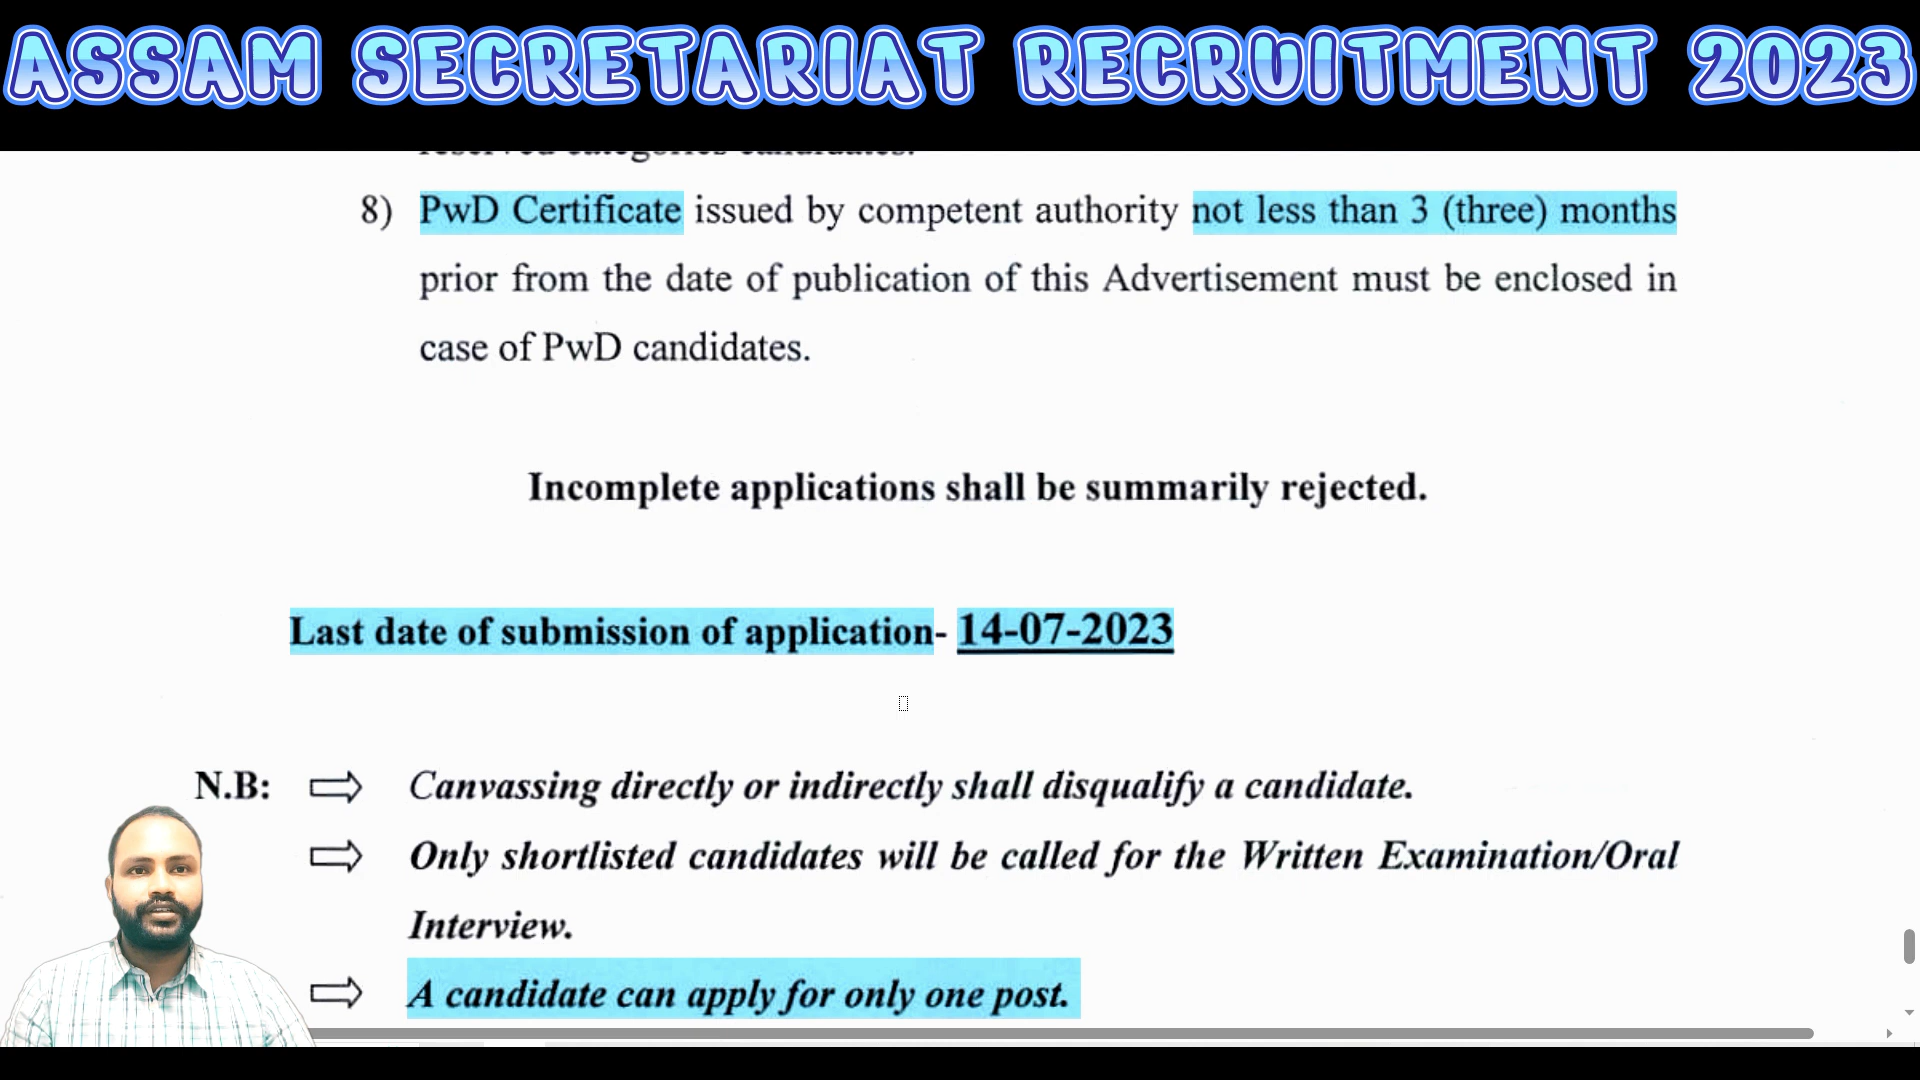 ASSAM SECRETARIAT RECRUITMENT 2023
reserved categories candidates.
8) PwD Certificate issued by competent authority not less than 3 (three) months
prior from the date of publication of this Advertisement must be enclosed in
case of PwD candidates.
Incomplete applications shall be summarily rejected.
Last date of submission of application- 14-07-2023
N.B: ⇨ Canvassing directly or indirectly shall disqualify a candidate.
⇨ Only shortlisted candidates will be called for the Written Examination/Oral
Interview.
⇨ A candidate can apply for only one post.